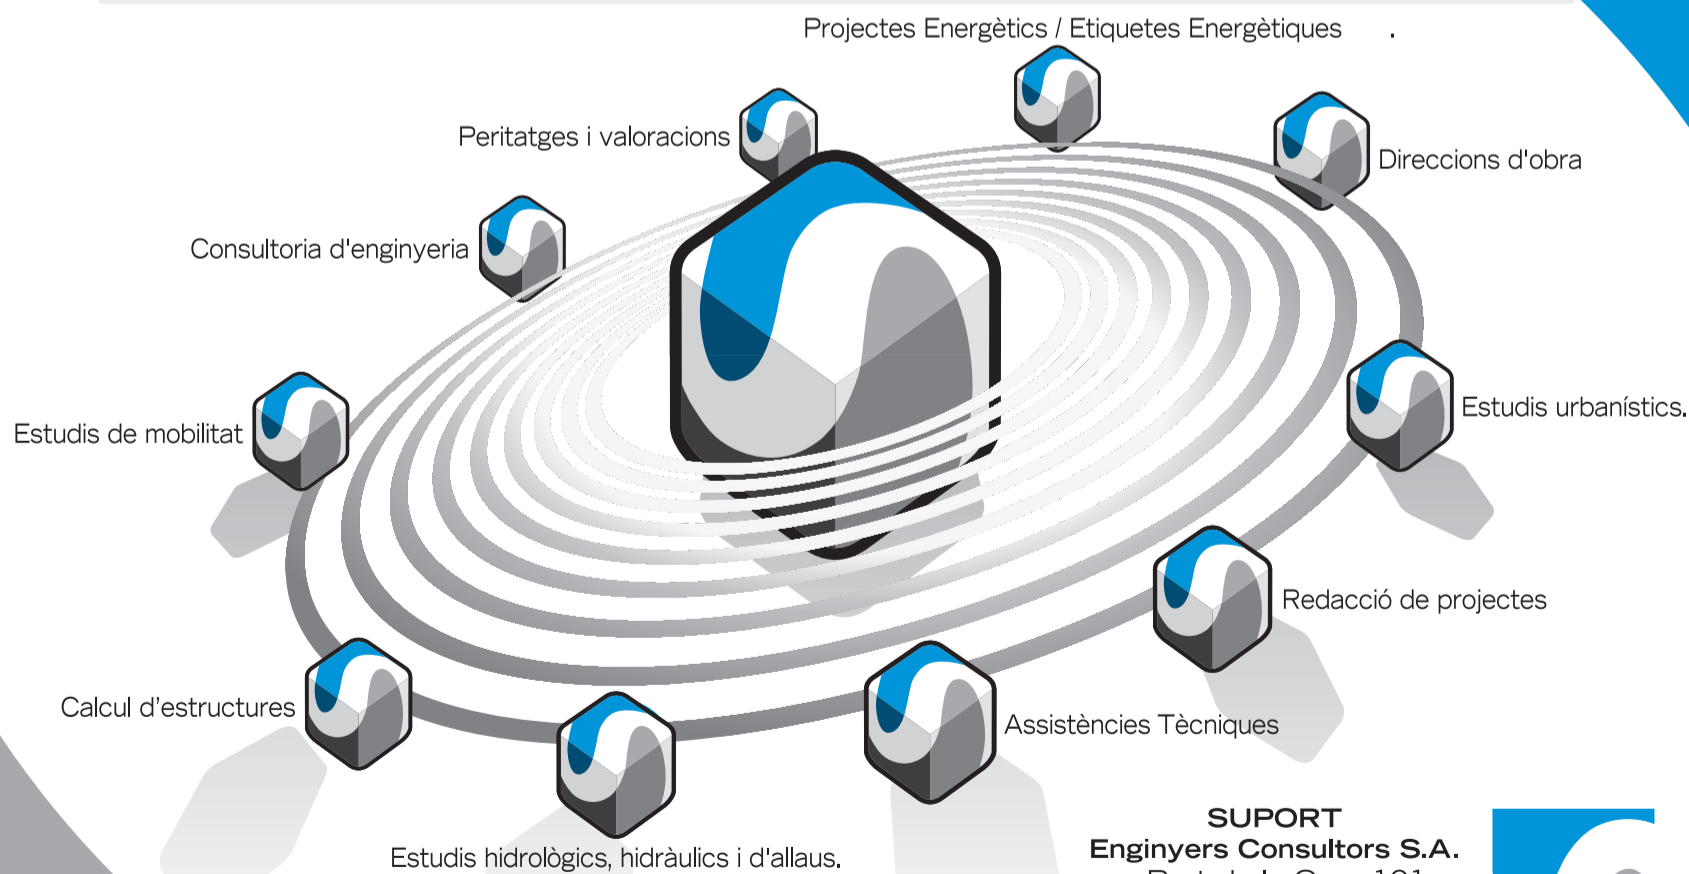 Projectes Energètics / Etiquetes Energètiques .
Peritatges i valoracions
Direccions d'obra
Consultoria d'enginyeria
Estudis de mobilitat
Estudis urbanístics.
Redacció de projectes
Calcul d'estructures
Assistències Tècniques
Estudis hidrològics, hidràulics i d'allaus.
SUPORT
Enginyers Consultors S.A.